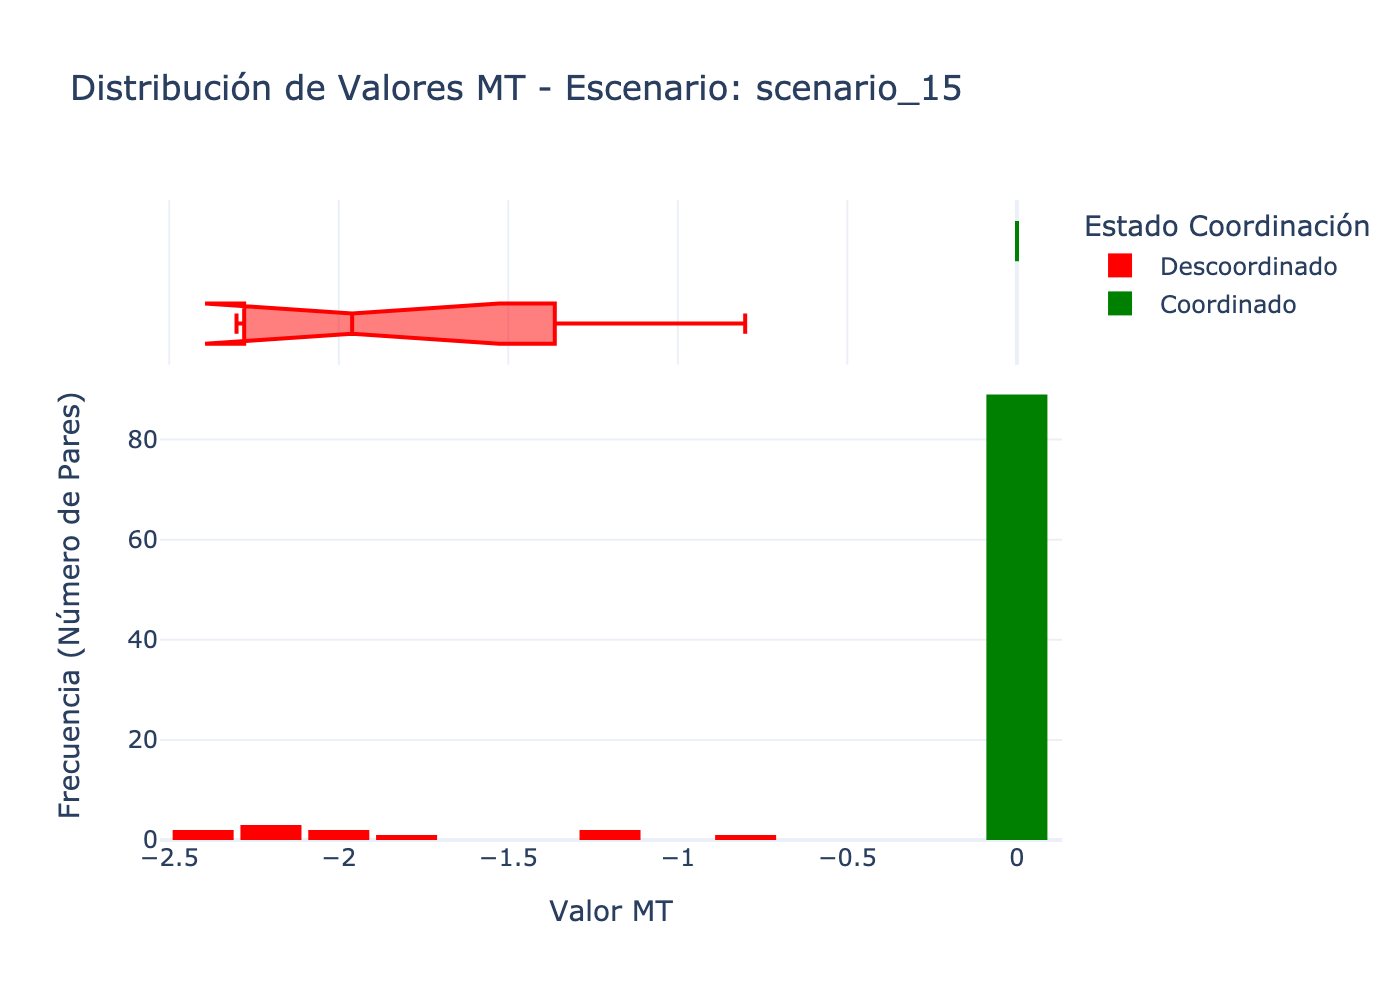 Distribución de Valores MT - Escenario: scenario_15
Estado Coordinación
Descoordinado
Coordinado
Frecuencia (Número de Pares)
80
60
40
20
0
−2.5
−2
−1.5
−1
−0.5
0
Valor MT